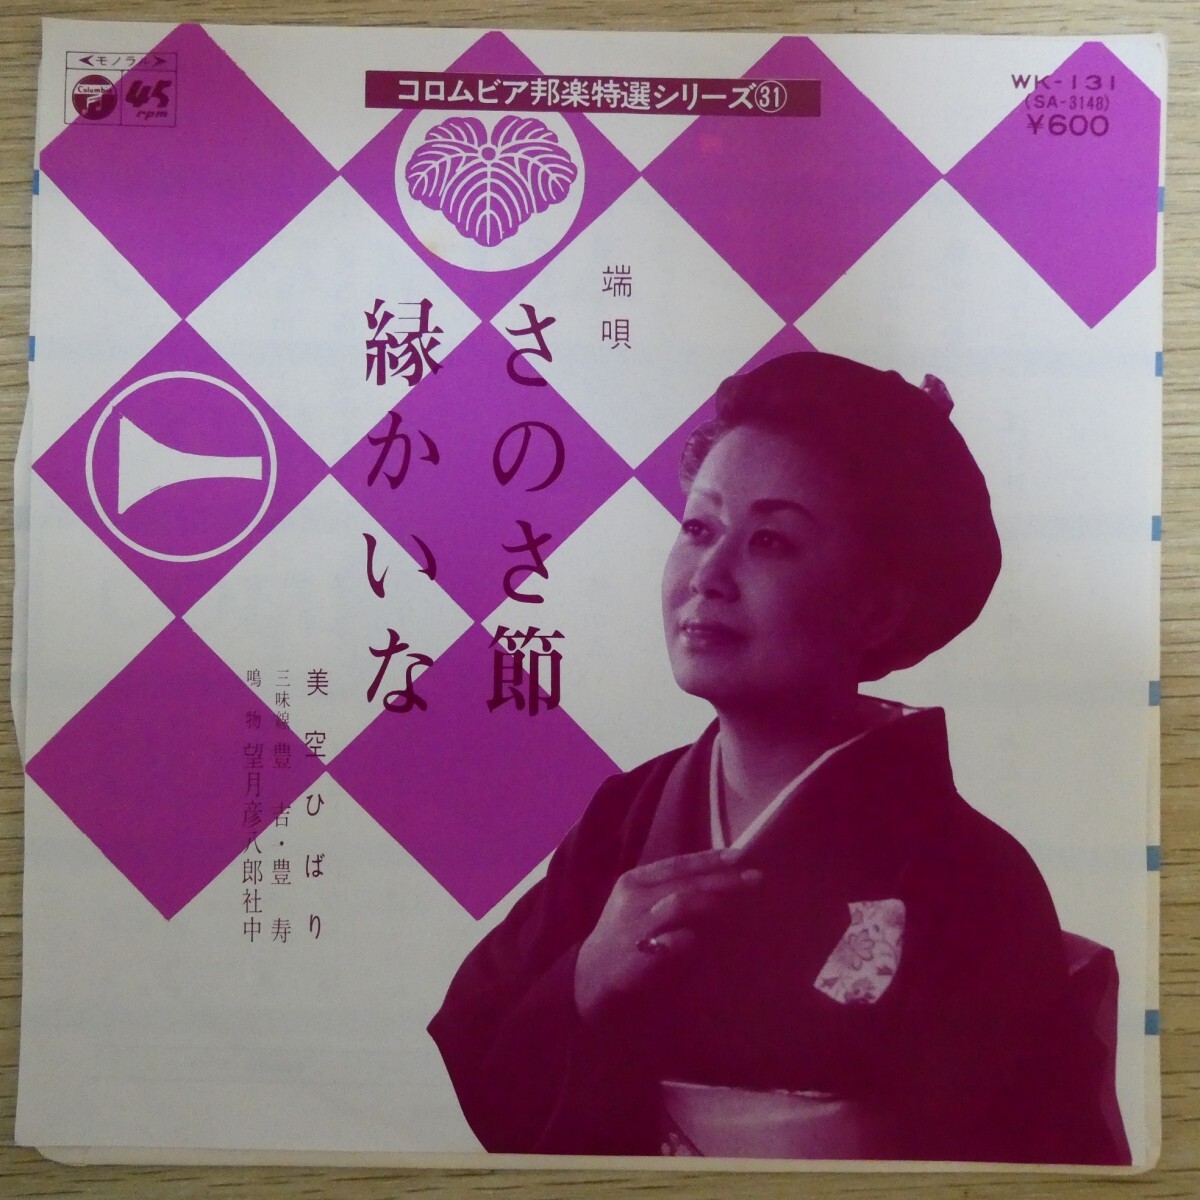 モノラル
Columbia
45
rpm
コロムビア邦楽特選シリーズ㉛
WK-131
(SA-3148)
¥600
端唄
さのさ節
縁かいな
美空ひばり
三味線 豊吉・豊寿
鳴物 望月彦八郎社中